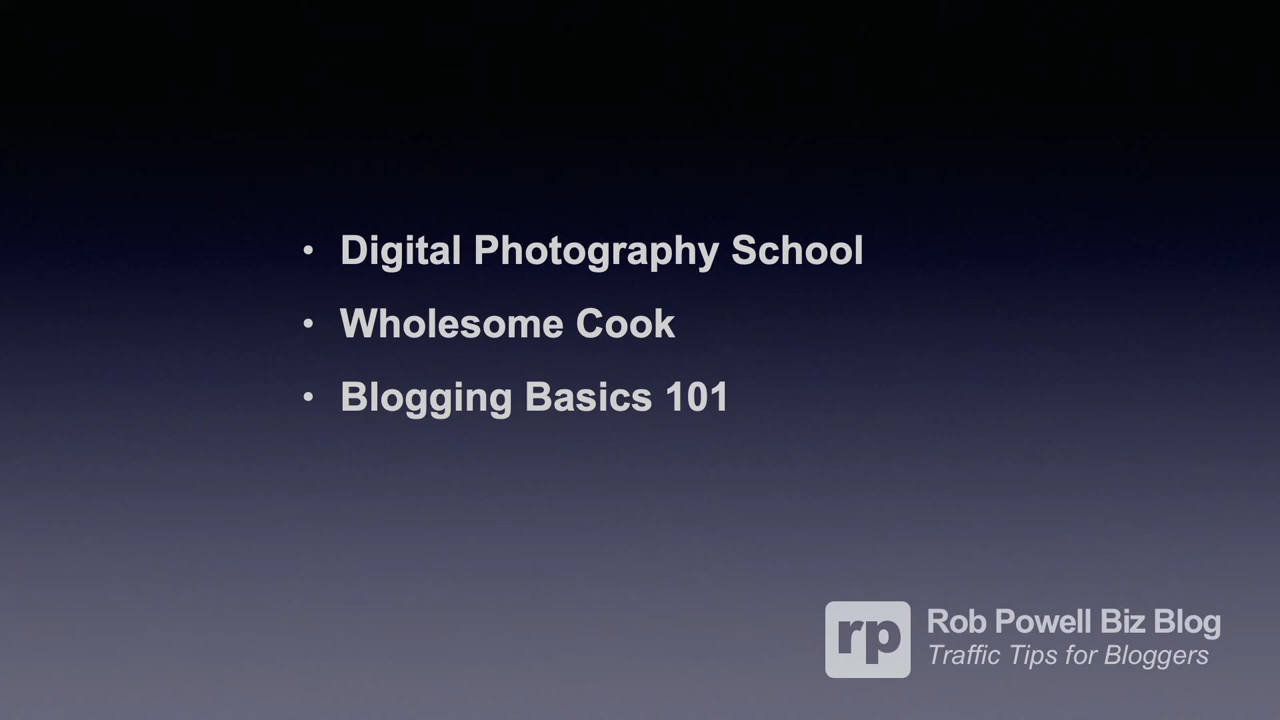 • Digital Photography School
• Wholesome Cook
• Blogging Basics 101
rp
Rob Powell Biz Blog
Traffic Tips for Bloggers